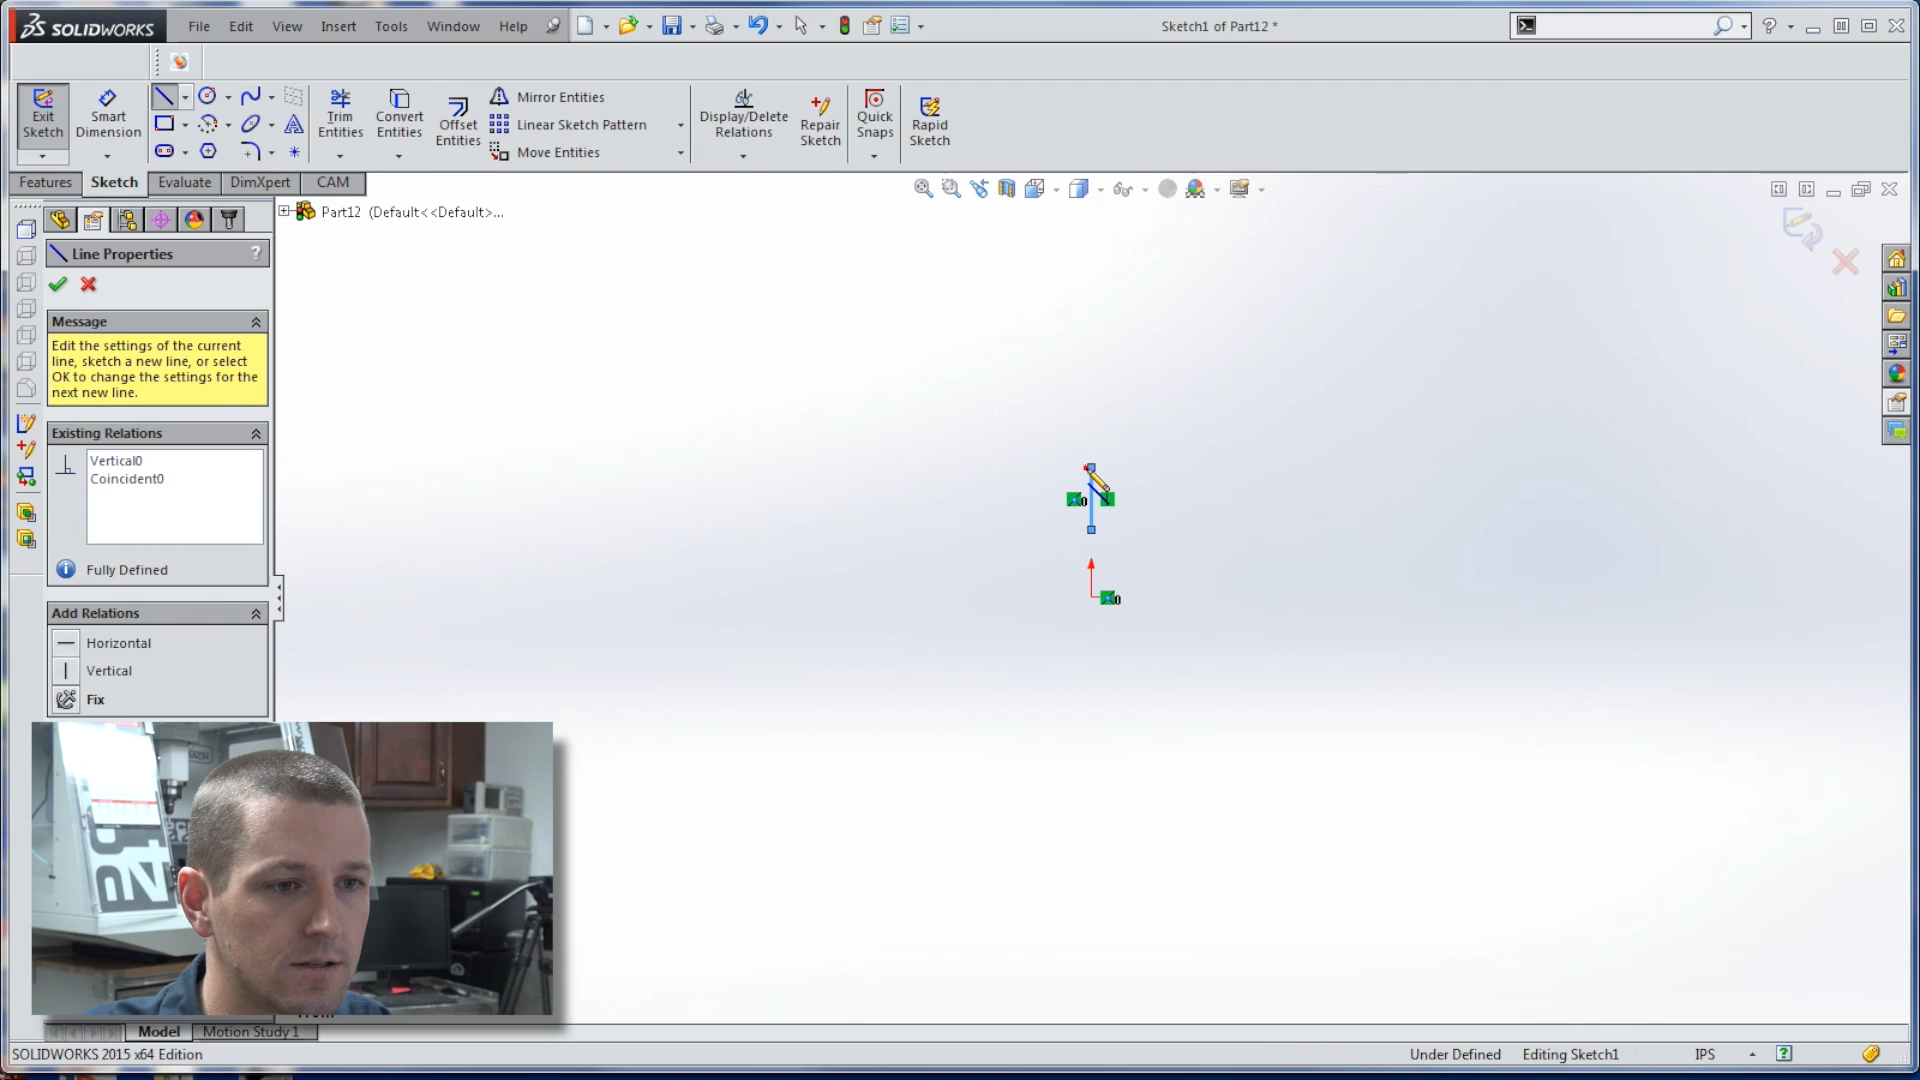 SOLIDWORKS
File Edit View Insert Tools Window Help
Sketch1 of Part12 *
Exit Sketch
Smart Dimension
Trim Entities
Convert Entities
Offset Entities
Mirror Entities
Linear Sketch Pattern
Move Entities
Display/Delete Relations
Repair Sketch
Quick Snaps
Rapid Sketch
Features Sketch Evaluate DimXpert CAM
Part12 (Default<<Default>...
Line Properties ?
Message
Edit the settings of the current
line, sketch a new line, or select
OK to change the settings for the
next new line.
Existing Relations
Vertical0
Coincident0
Fully Defined
Add Relations
Horizontal
Vertical
Fix
0
0
Model Motion Study 1
SOLIDWORKS 2015 x64 Edition
Under Defined Editing Sketch1 IPS